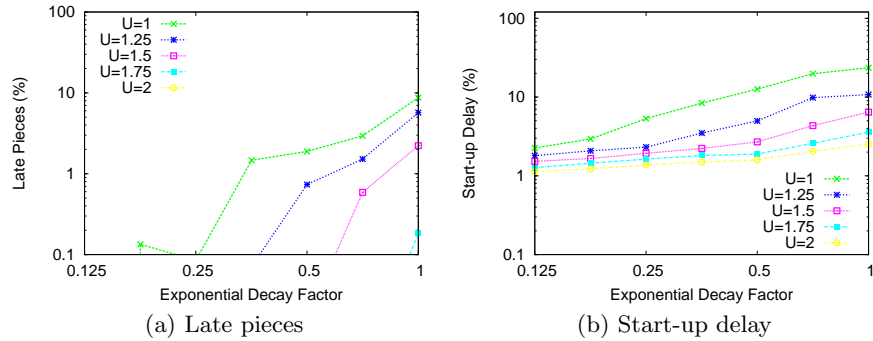 100
10
1
0.1
Late Pieces (%)
U=1
U=1.25
U=1.5
U=1.75
U=2
0.125
0.25
0.5
1
Exponential Decay Factor
(a) Late pieces
100
10
1
0.1
Start-up Delay (%)
U=1
U=1.25
U=1.5
U=1.75
U=2
0.125
0.25
0.5
1
Exponential Decay Factor
(b) Start-up delay